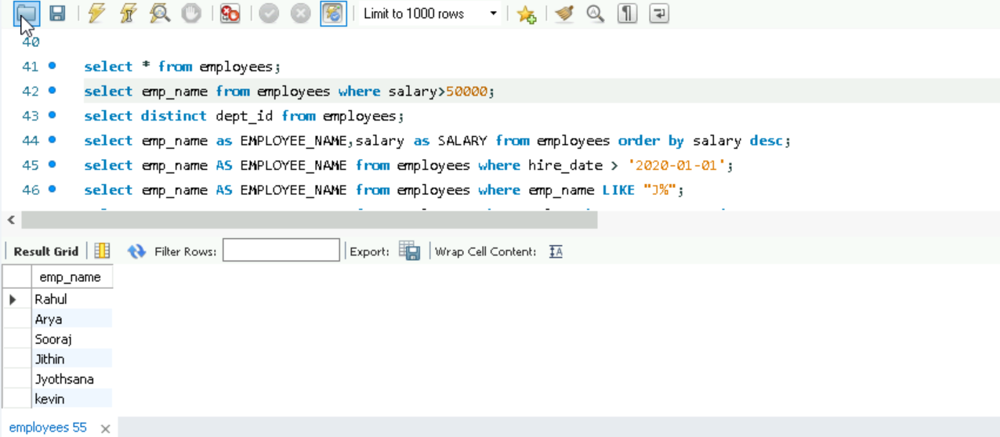 Limit to 1000 rows
40
41 select * from employees;
42 select emp_name from employees where salary>50000;
43 select distinct dept_id from employees;
44 select emp_name as EMPLOYEE_NAME,salary as SALARY from employees order by salary desc;
45 select emp_name AS EMPLOYEE_NAME from employees where hire_date > '2020-01-01';
46 select emp_name AS EMPLOYEE_NAME from employees where emp_name LIKE "J%";
Result Grid Filter Rows: Export: Wrap Cell Content:
emp_name
Rahul
Arya
Sooraj
Jithin
Jyothsana
kevin
employees 55